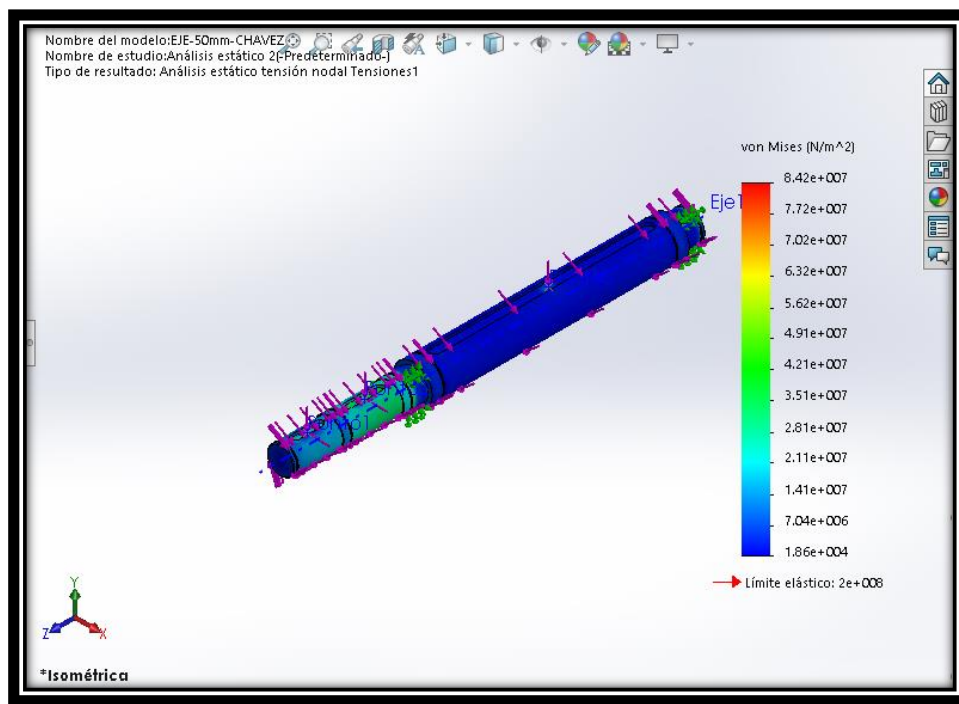 Nombre del modelo:EJE-50mm-CHAVEZ
Nombre de estudio:Análisis estático 2(-Predeterminado-)
Tipo de resultado: Análisis estático tensión nodal Tensiones1
von Mises (N/m^2)
8.42e+007
7.72e+007
7.02e+007
6.32e+007
5.62e+007
4.91e+007
4.21e+007
3.51e+007
2.81e+007
2.11e+007
1.41e+007
7.04e+006
1.86e+004
Límite elástico: 2e+008
Eje1
Y
Z
X
*Isométrica